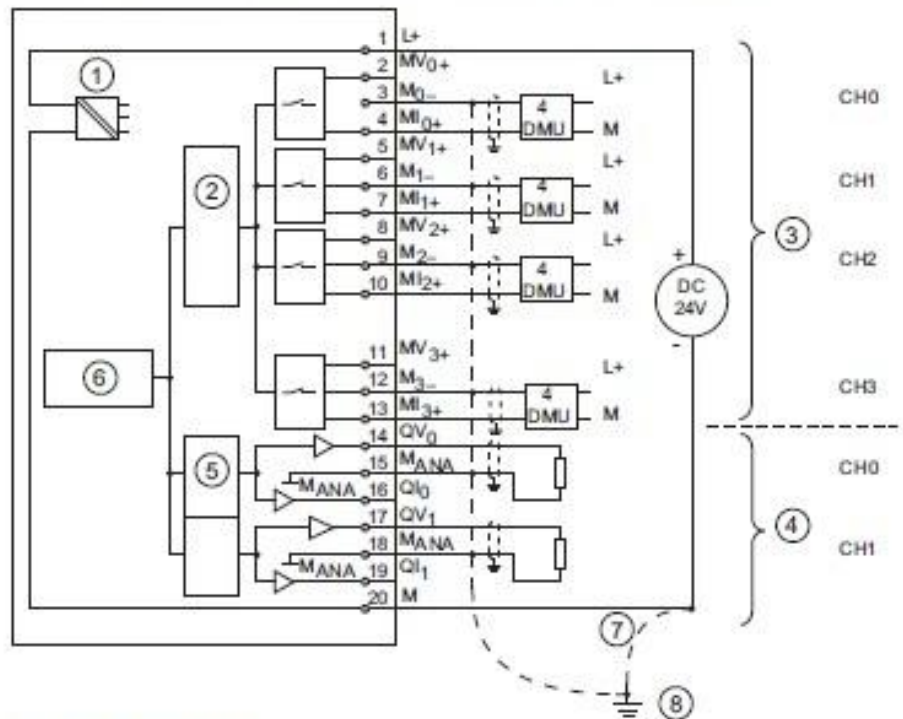 1 L+
2 MV0+
3 M0–
4 MI0+
5 MV1+
6 M1–
7 MI1+
8 MV2+
9 M2–
10 MI2+
11 MV3+
12 M3–
13 MI3+
14 QV0
15 MANA
16 QI0
17 QV1
18 MANA
19 QI1
20 M
MANA
MANA
1
2
6
5
4
DMU
L+
M
4
DMU
L+
M
4
DMU
L+
M
4
DMU
L+
M
+
DC
24V
-
3
4
7
8
CH0
CH1
CH2
CH3
CH0
CH1